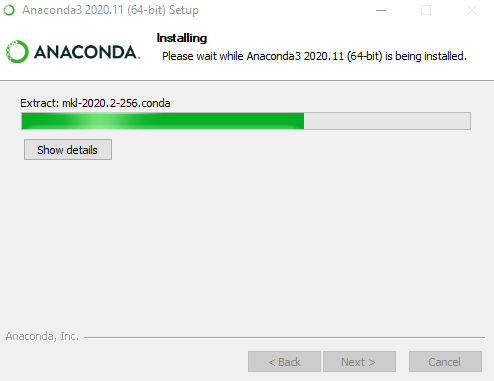 Anaconda3 2020.11 (64-bit) Setup
ANACONDA.
Installing
Please wait while Anaconda3 2020.11 (64-bit) is being installed.
Extract: mkl-2020.2-256.conda
Show details
Anaconda, Inc.
< Back
Next >
Cancel